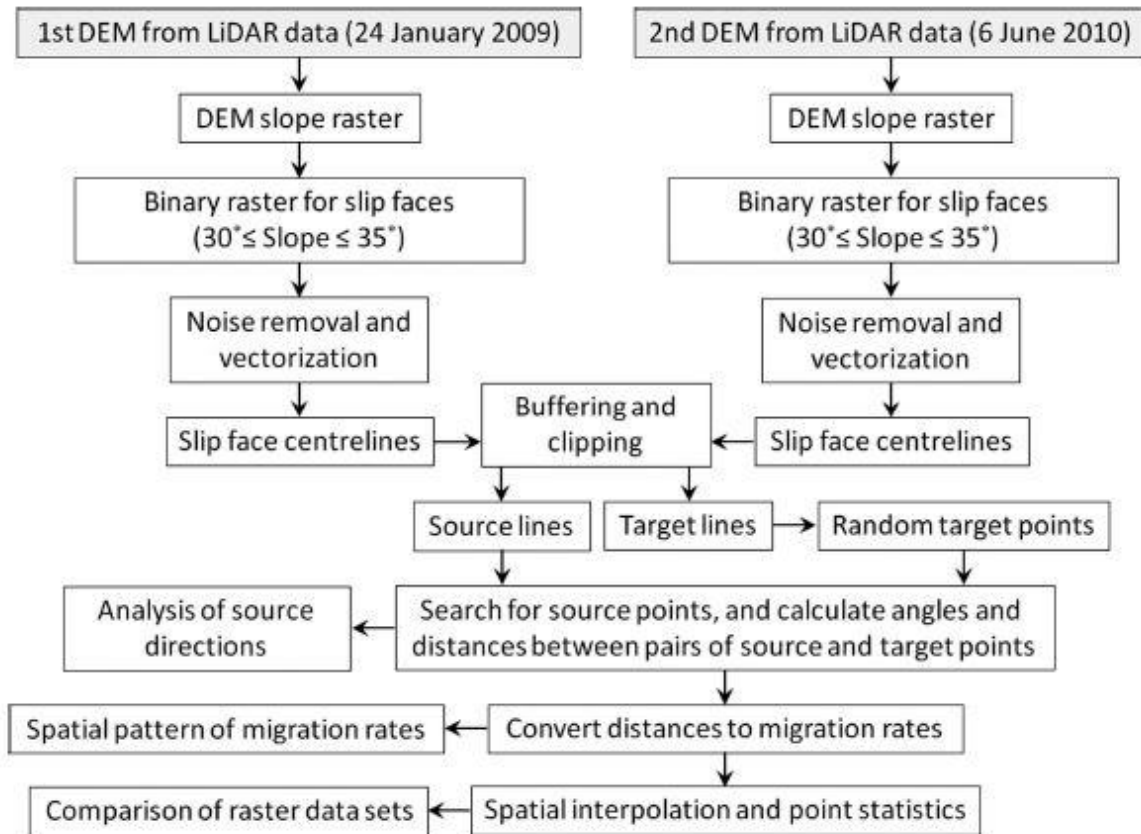 1st DEM from LiDAR data (24 January 2009)
2nd DEM from LiDAR data (6 June 2010)
DEM slope raster
DEM slope raster
Binary raster for slip faces
(30˚≤ Slope ≤ 35˚)
Binary raster for slip faces
(30˚≤ Slope ≤ 35˚)
Noise removal and
vectorization
Noise removal and
vectorization
Slip face centrelines
Buffering and
clipping
Slip face centrelines
Source lines
Target lines
Random target points
Analysis of source
directions
Search for source points, and calculate angles and
distances between pairs of source and target points
Spatial pattern of migration rates
Convert distances to migration rates
Comparison of raster data sets
Spatial interpolation and point statistics